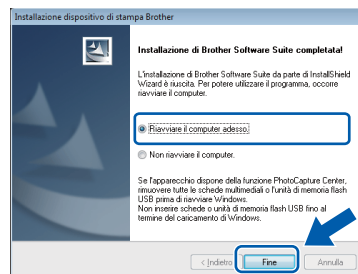 Installazione dispositivo di stampa Brother
Installazione di Brother Software Suite completata!
L'installazione di Brother Software Suite da parte di InstallShield
Wizard è riuscita. Per potere utilizzare il programma, occorre
riavviare il computer.
Riavviare il computer adesso.
Non riavviare il computer.
Se l'apparecchio dispone della funzione PhotoCapture Center,
rimuovere tutte le schede multimediali o l'unità di memoria flash
USB prima di riavviare Windows.
Non inserire schede o unità di memoria flash USB fino al
termine del caricamento di Windows.
< Indietro
Fine
Annulla